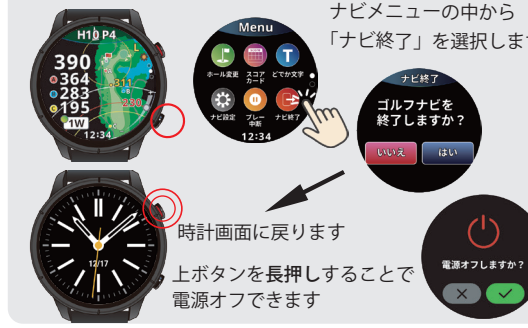 ナビメニューの中から
「ナビ終了」を選択しま
H10 P4
390
364
283
195
1W
12:34
L
311
230
Menu
ホール変更
スコア
カード
T
でか文字
ナビ設定
プレー
中断
ナビ終了
12:34
ナビ終了
ゴルフナビを
終了しますか？
いいえ
はい
時計画面に戻ります
12/17
上ボタンを長押しすることで
電源オフできます
電源オフしますか？